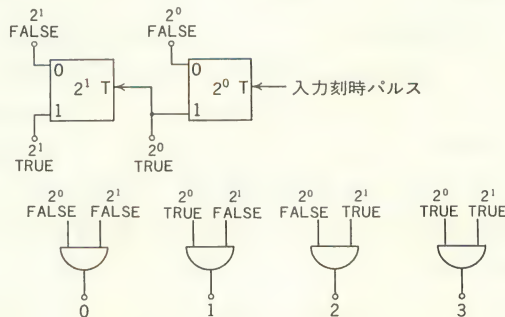 2¹ 2⁰
FALSE FALSE
0 0
2¹ T 2⁰ T 入力刻時パルス
1 1
2¹ 2⁰
TRUE TRUE
2⁰ 2¹ 2⁰ 2¹ 2⁰ 2¹ 2⁰ 2¹
FALSE FALSE TRUE FALSE FALSE TRUE TRUE TRUE
0 1 2 3